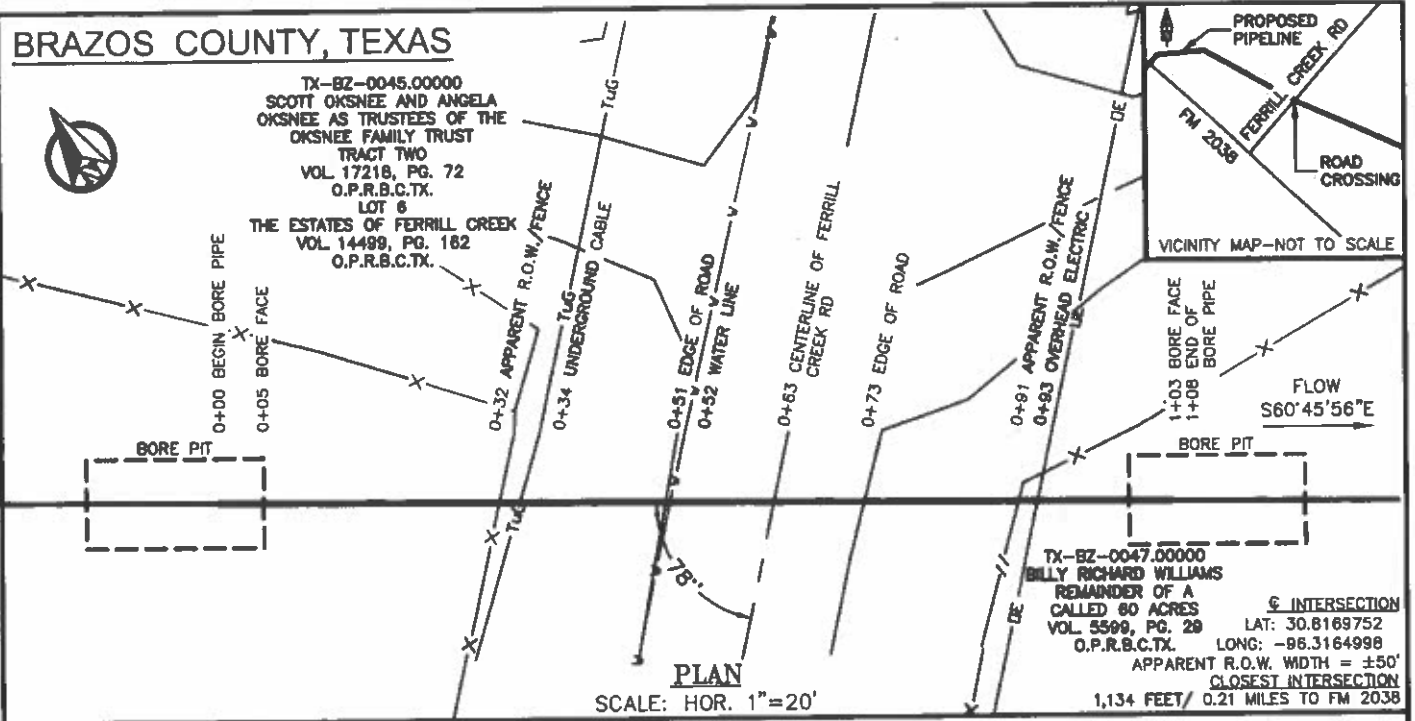 BRAZOS COUNTY, TEXAS
TX-BZ-0045.00000
SCOTT OKSNEE AND ANGELA
OKSNEE AS TRUSTEES OF THE
OKSNEE FAMILY TRUST
TRACT TWO
VOL. 17218, PG. 72
O.P.R.B.C.TX.
LOT 6
THE ESTATES OF FERRILL CREEK
VOL. 14499, PG. 162
O.P.R.B.C.TX.
PROPOSED
PIPELINE
FERRILL CREEK RD
FM 2038
ROAD
CROSSING
VICINITY MAP-NOT TO SCALE
0+00 BEGIN BORE PIPE
0+05 BORE FACE
0+32 APPARENT R.O.W./FENCE
0+34 UNDERGROUND CABLE
TuG
TuG
TuG
0+51 EDGE OF ROAD
0+52 WATER LINE
W
W
W
W
0+63 CENTERLINE OF FERRILL
CREEK RD
0+73 EDGE OF ROAD
0+91 APPARENT R.O.W./FENCE
0+93 OVERHEAD ELECTRIC
OE
OE
OE
1+03 BORE FACE
1+08 END OF
BORE PIPE
FLOW
S60°45'56"E
BORE PIT
BORE PIT
78°
TX-BZ-0047.00000
BILLY RICHARD WILLIAMS
REMAINDER OF A
CALLED 60 ACRES
VOL. 5599, PG. 29
O.P.R.B.C.TX.
℄ INTERSECTION
LAT: 30.8169752
LONG: -96.3164998
APPARENT R.O.W. WIDTH = ±50'
CLOSEST INTERSECTION
1,134 FEET/ 0.21 MILES TO FM 2038
PLAN
SCALE: HOR. 1"=20'